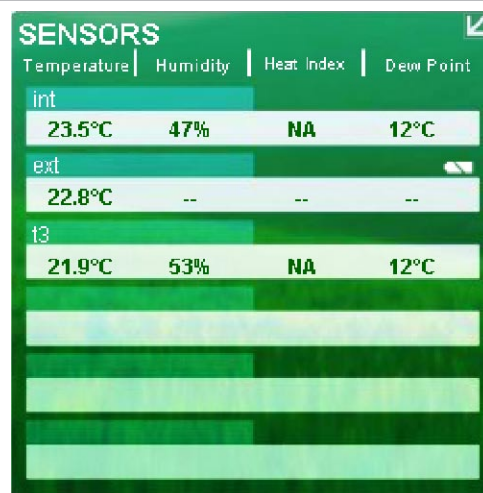 SENSORS
Temperature Humidity Heat Index Dew Point
int
23.5°C 47% NA 12°C
ext
22.8°C -- -- --
t3
21.9°C 53% NA 12°C